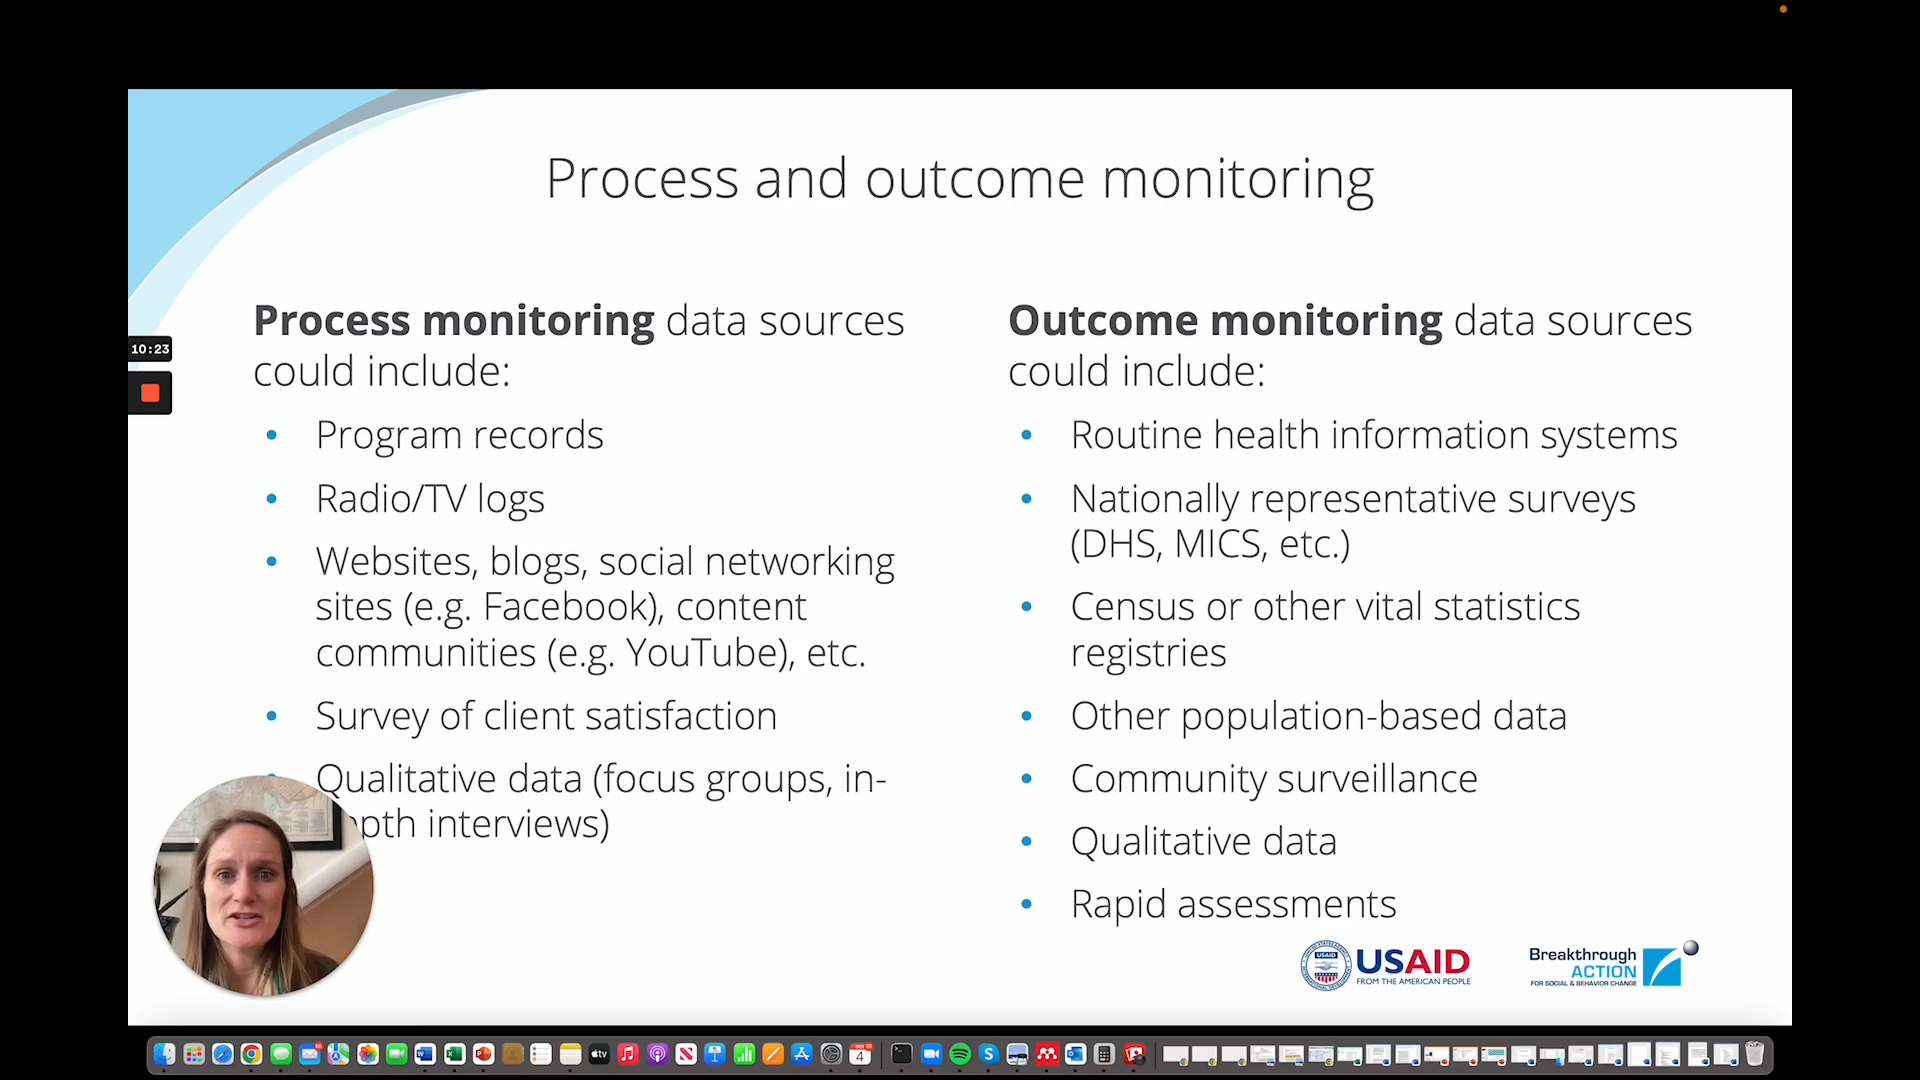 Process and outcome monitoring
Process monitoring data sources
could include:
Program records
Radio/TV logs
Websites, blogs, social networking
sites (e.g. Facebook), content
communities (e.g. YouTube), etc.
Survey of client satisfaction
Qualitative data (focus groups, in-
pth interviews)
Outcome monitoring data sources
could include:
Routine health information systems
Nationally representative surveys
(DHS, MICS, etc.)
Census or other vital statistics
registries
Other population-based data
Community surveillance
Qualitative data
Rapid assessments
10:23
USAID
USAID
FROM THE AMERICAN PEOPLE
Breakthrough
ACTION
FOR SOCIAL & BEHAVIOR CHANGE
tv
4